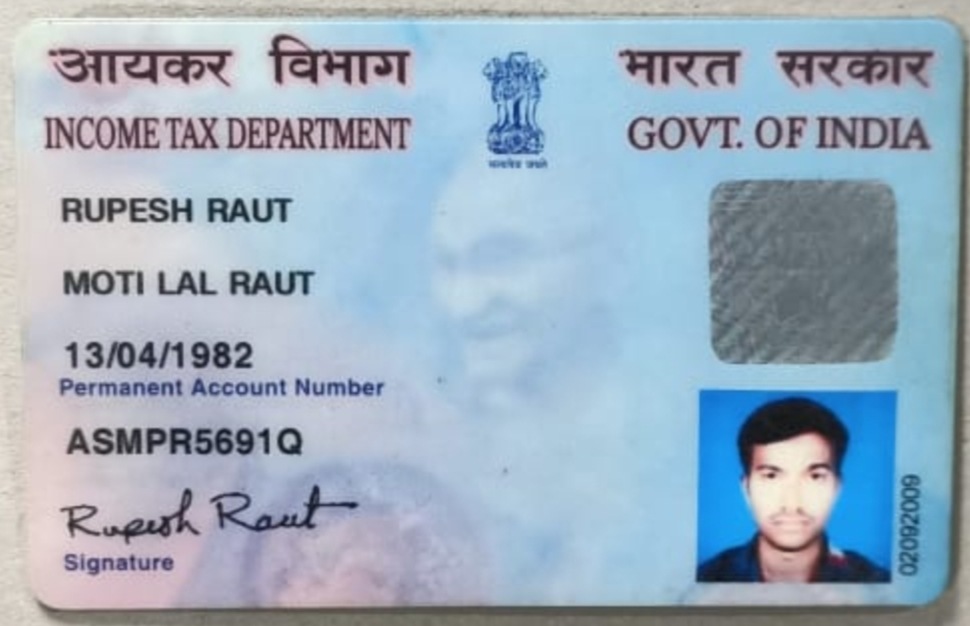 आयकर विभाग
भारत सरकार
INCOME TAX DEPARTMENT
GOVT. OF INDIA
सत्यमेव जयते
RUPESH RAUT
MOTI LAL RAUT
13/04/1982
Permanent Account Number
ASMPR5691Q
Rupesh Raut
Signature
02092009